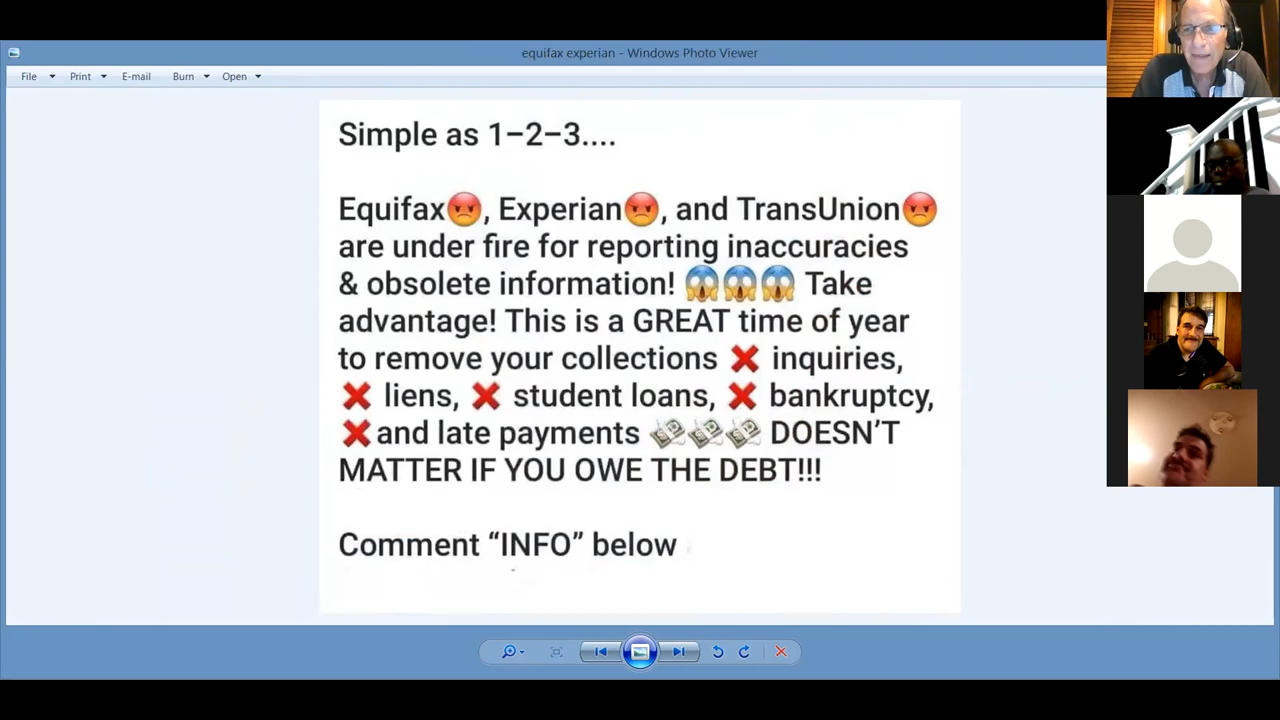 equifax experian - Windows Photo Viewer
File Print E-mail Burn Open
Simple as 1–2–3....
Equifax😡, Experian😡, and TransUnion😡
are under fire for reporting inaccuracies
& obsolete information! 😱😱😱 Take
advantage! This is a GREAT time of year
to remove your collections ❌ inquiries,
❌ liens, ❌ student loans, ❌ bankruptcy,
❌and late payments 💸💸💸 DOESN’T
MATTER IF YOU OWE THE DEBT!!!
Comment “INFO” below